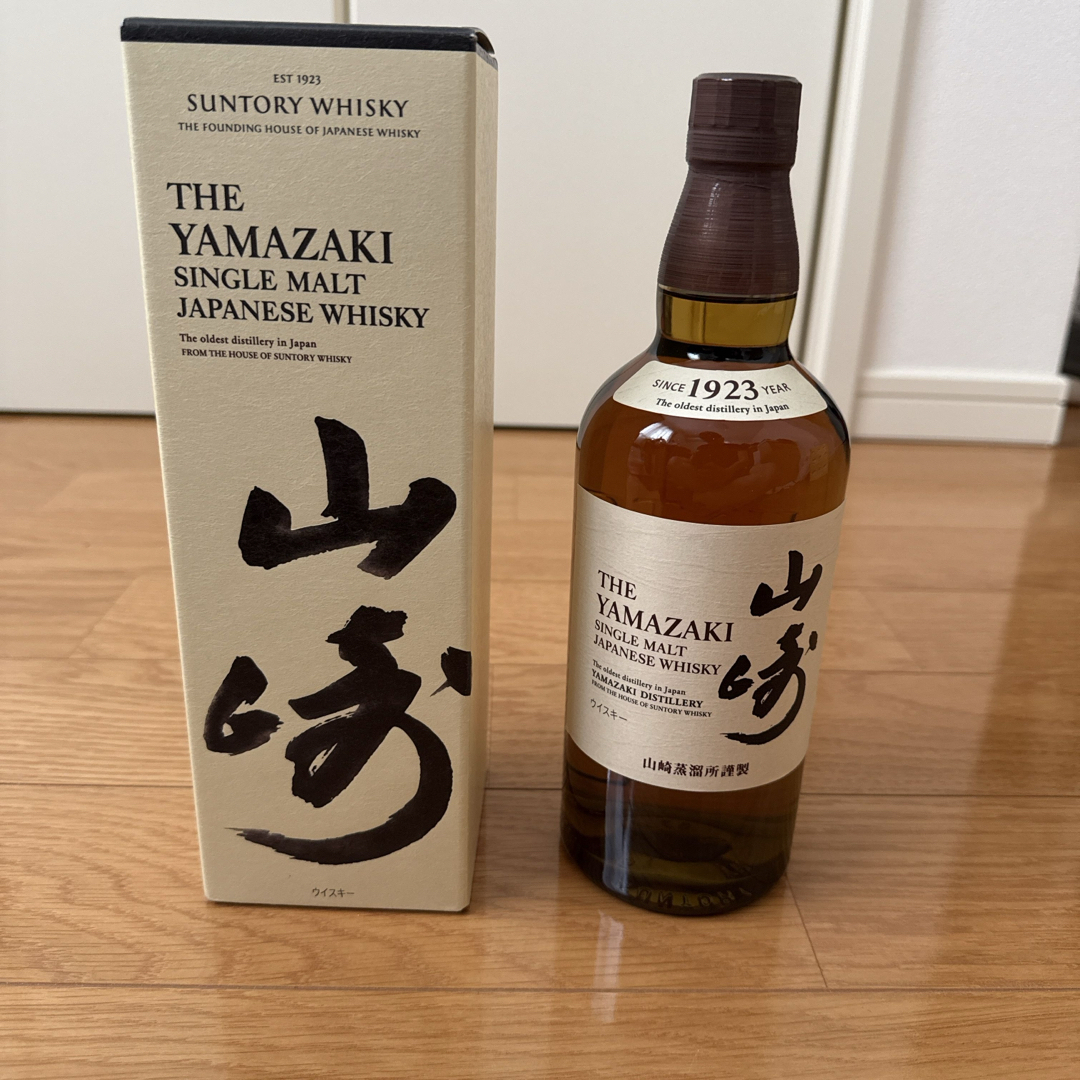 EST 1923
SUNTORY WHISKY
THE FOUNDING HOUSE OF JAPANESE WHISKY
THE
YAMAZAKI
SINGLE MALT
JAPANESE WHISKY
The oldest distillery in Japan
FROM THE HOUSE OF SUNTORY WHISKY
山
崎
ウイスキー
SINCE 1923 YEAR
The oldest distillery in Japan
THE
YAMAZAKI
SINGLE MALT
JAPANESE WHISKY
The oldest distillery in Japan
YAMAZAKI DISTILLERY
FROM THE HOUSE OF SUNTORY WHISKY
ウイスキー
山
崎
山崎蒸溜所謹製